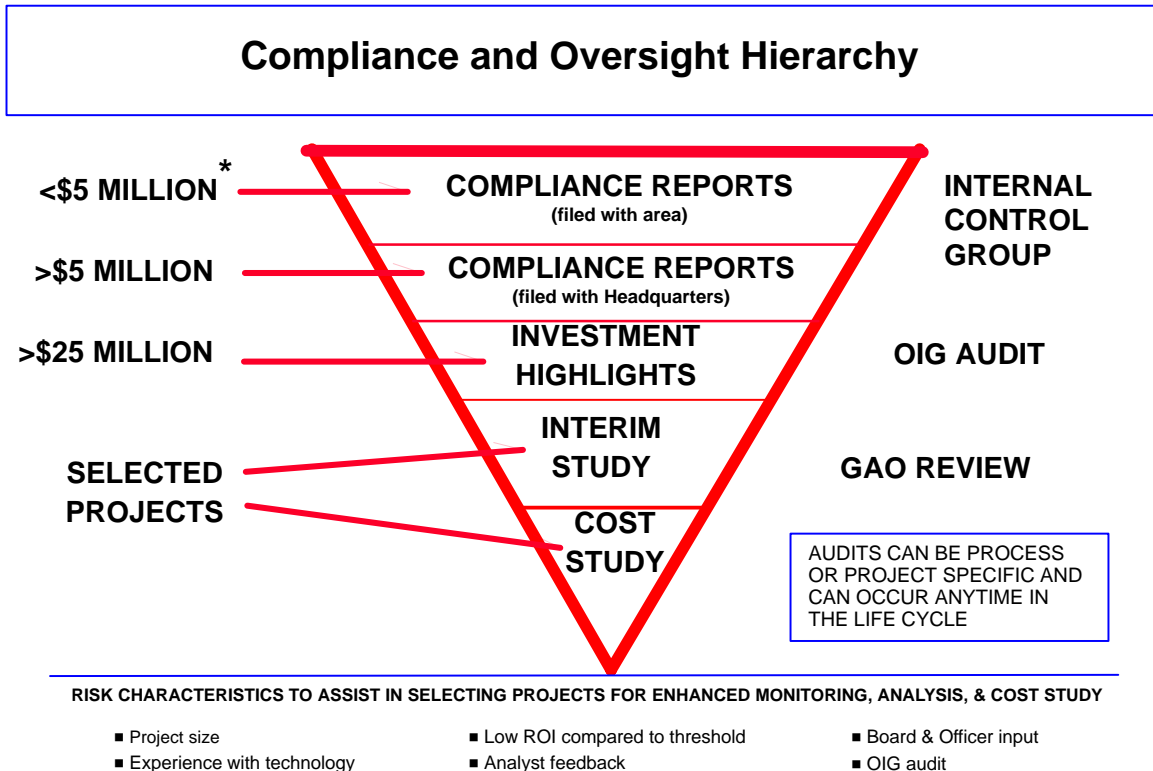 Compliance and Oversight Hierarchy
<$5 MILLION*
COMPLIANCE REPORTS
(filed with area)
INTERNAL
CONTROL
GROUP
>$5 MILLION
COMPLIANCE REPORTS
(filed with Headquarters)
>$25 MILLION
INVESTMENT
HIGHLIGHTS
OIG AUDIT
SELECTED
PROJECTS
INTERIM
STUDY
GAO REVIEW
COST
STUDY
AUDITS CAN BE PROCESS
OR PROJECT SPECIFIC AND
CAN OCCUR ANYTIME IN
THE LIFE CYCLE
RISK CHARACTERISTICS TO ASSIST IN SELECTING PROJECTS FOR ENHANCED MONITORING, ANALYSIS, & COST STUDY
■ Project size
■ Experience with technology
■ Low ROI compared to threshold
■ Analyst feedback
■ Board & Officer input
■ OIG audit